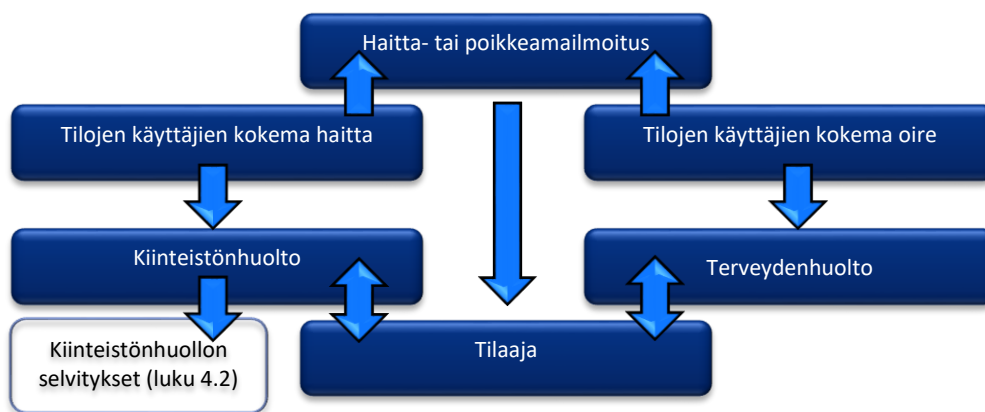 Haitta- tai poikkeamailmoitus
Tilojen käyttäjien kokema haitta
Tilojen käyttäjien kokema oire
Kiinteistönhuolto
Terveydenhuolto
Kiinteistönhuollon
selvitykset (luku 4.2)
Tilaaja